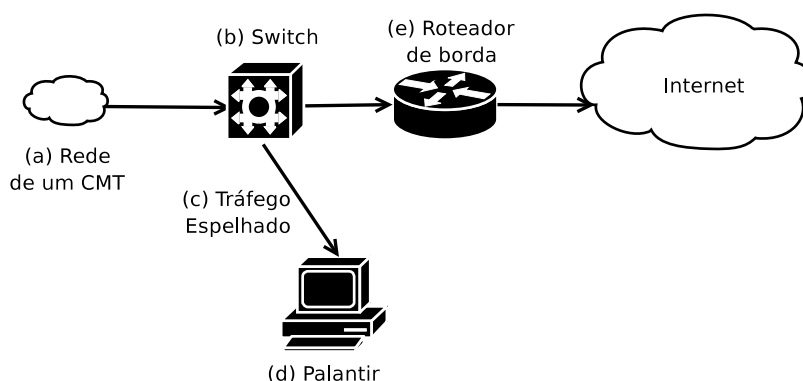 (b) Switch
(e) Roteador
de borda
Internet
(a) Rede
de um CMT
(c) Tráfego
Espelhado
(d) Palantir